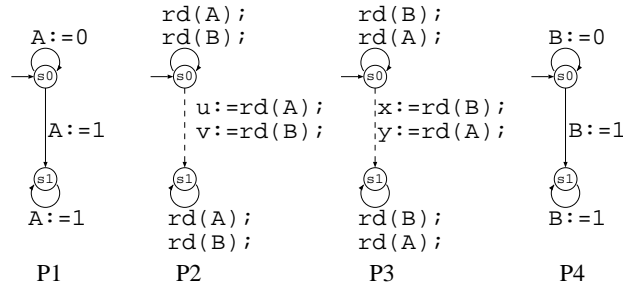 A:=0
s0
A:=1
s1
A:=1
P1
rd(A);
rd(B);
s0
u:=rd(A);
v:=rd(B);
s1
rd(A);
rd(B);
P2
rd(B);
rd(A);
s0
x:=rd(B);
y:=rd(A);
s1
rd(B);
rd(A);
P3
B:=0
s0
B:=1
s1
B:=1
P4